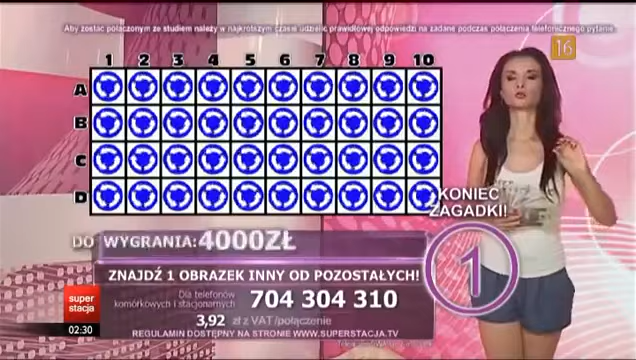 Aby zostać połączonym ze studiem należy w najkrótszym czasie udzielić prawidłowej odpowiedzi na zadane podczas połączenia telefonicznego pytanie.
16
1 2 3 4 5 6 7 8 9 10
A
B
C
D
KONIEC
ZAGADKI!
DO WYGRANIA: 4000ZŁ
1
ZNAJDŹ 1 OBRAZEK INNY OD POZOSTAŁYCH!
Dla telefonów
komórkowych i stacjonarnych
704 304 310
3,92 zł z VAT/połączenie
REGULAMIN DOSTĘPNY NA STRONIE WWW.SUPERSTACJA.TV
super
stacja
02:30